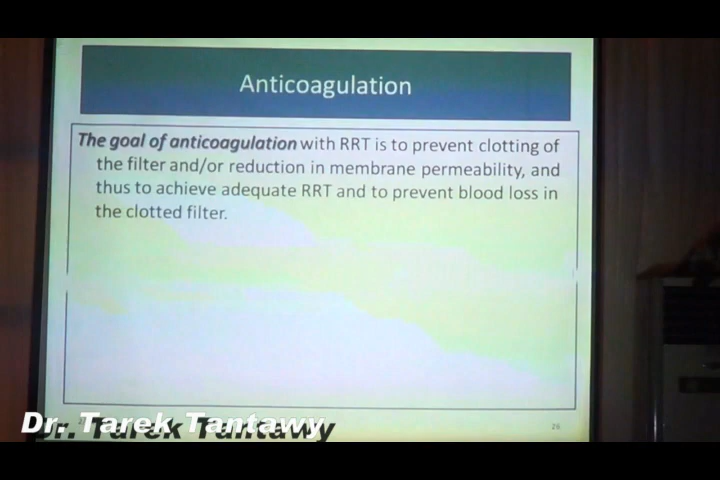 Anticoagulation
The goal of anticoagulation with RRT is to prevent clotting of
the filter and/or reduction in membrane permeability, and
thus to achieve adequate RRT and to prevent blood loss in
the clotted filter.
Dr. Tarek Tantawy
26